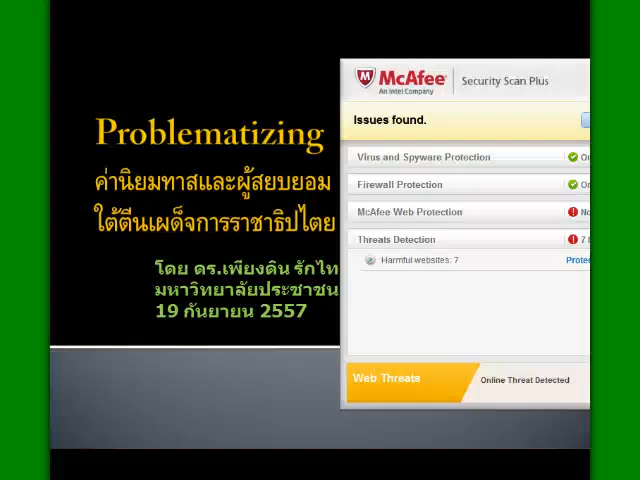 Problematizing
ค่านิยมทาสและผู้สยบยอม
ใต้ตีนเผด็จการราชาธิปไตย
โดย ดร.เพียงดิน รักไท
มหาวิทยาลัยประชาชน
19 กันยายน 2557
McAfee
An Intel Company
Security Scan Plus
Issues found.
Virus and Spyware Protection
Firewall Protection
McAfee Web Protection
Threats Detection
7
Harmful websites: 7
Web Threats
Online Threat Detected